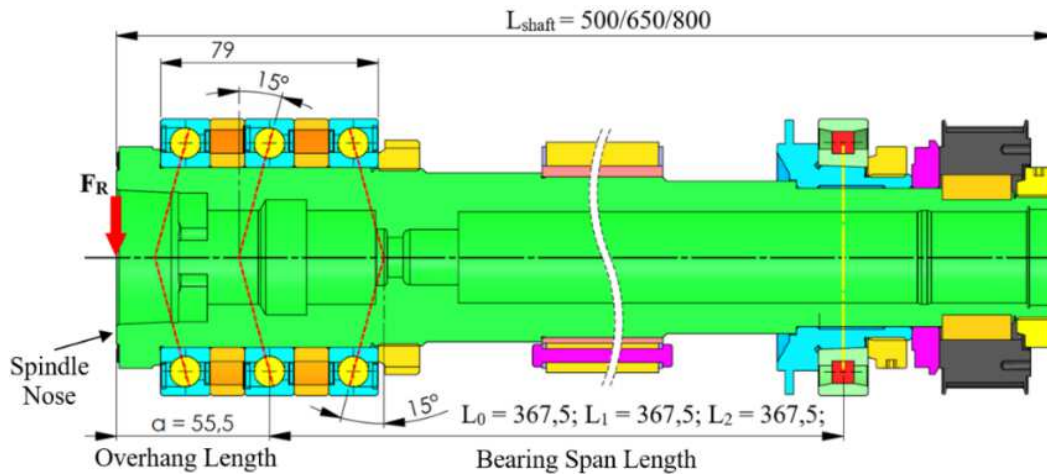 L_shaft = 500/650/800
79
15°
F_R
Spindle
Nose
15°
L_0 = 367,5; L_1 = 367,5; L_2 = 367,5;
a = 55,5
Overhang Length
Bearing Span Length